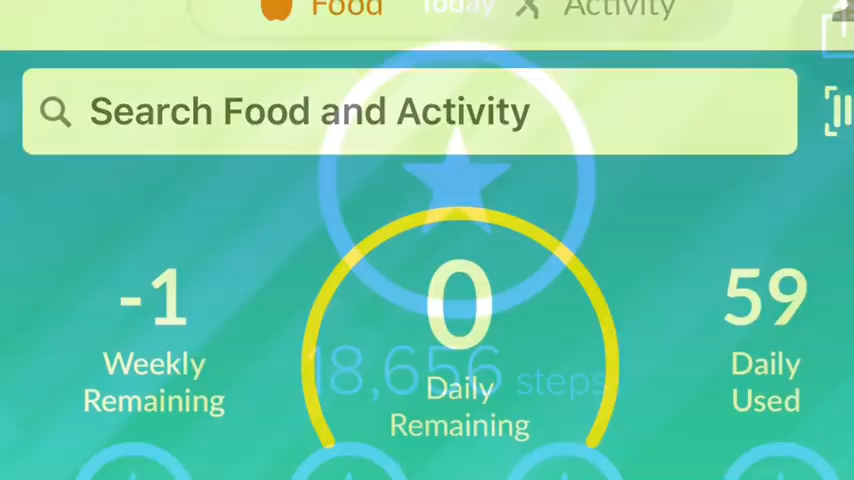 Food Today Activity
Search Food and Activity
-1 0 59
Weekly Remaining
18,656 steps
Daily Remaining
Daily Used